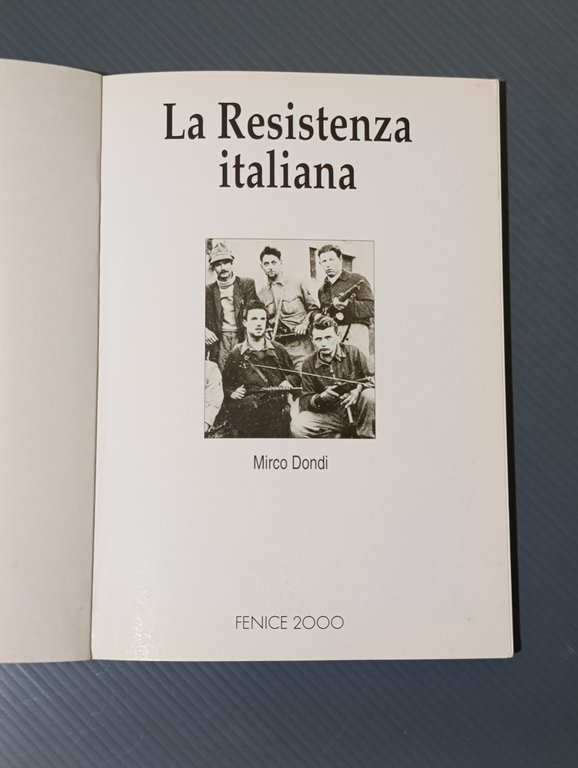 La Resistenza
italiana
Mirco Dondi
FENICE 2000